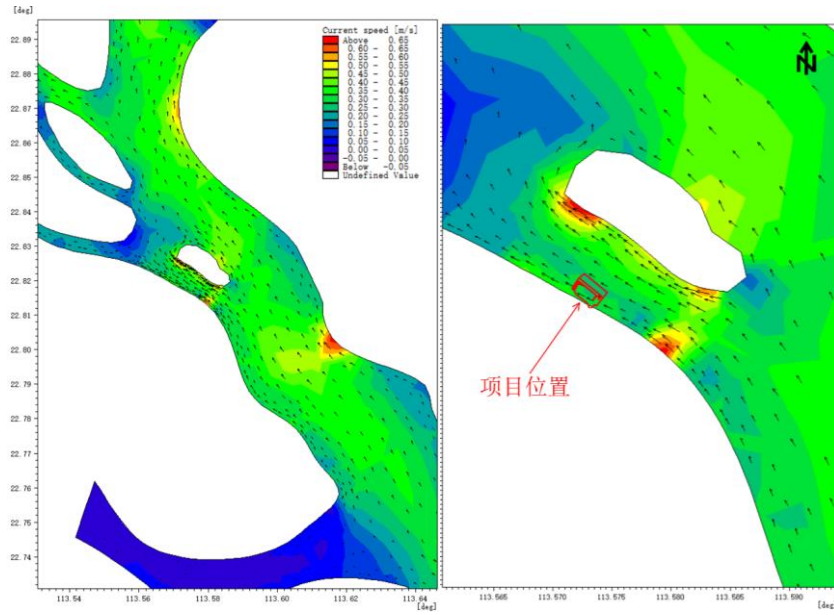 [deg]
22.89
22.88
22.87
22.86
22.85
22.84
22.83
22.82
22.81
22.80
22.79
22.78
22.77
22.76
22.75
22.74
113.54 113.56 113.58 113.60 113.62 113.64
[deg]
Current speed [m/s]
Above 0.65
0.60 - 0.65
0.55 - 0.60
0.50 - 0.55
0.45 - 0.50
0.40 - 0.45
0.35 - 0.40
0.30 - 0.35
0.25 - 0.30
0.20 - 0.25
0.15 - 0.20
0.10 - 0.15
0.05 - 0.10
0.00 - 0.05
-0.05 - 0.00
Below -0.05
Undefined Value
N
项目位置
113.565 113.570 113.575 113.580 113.585 113.590
[deg]